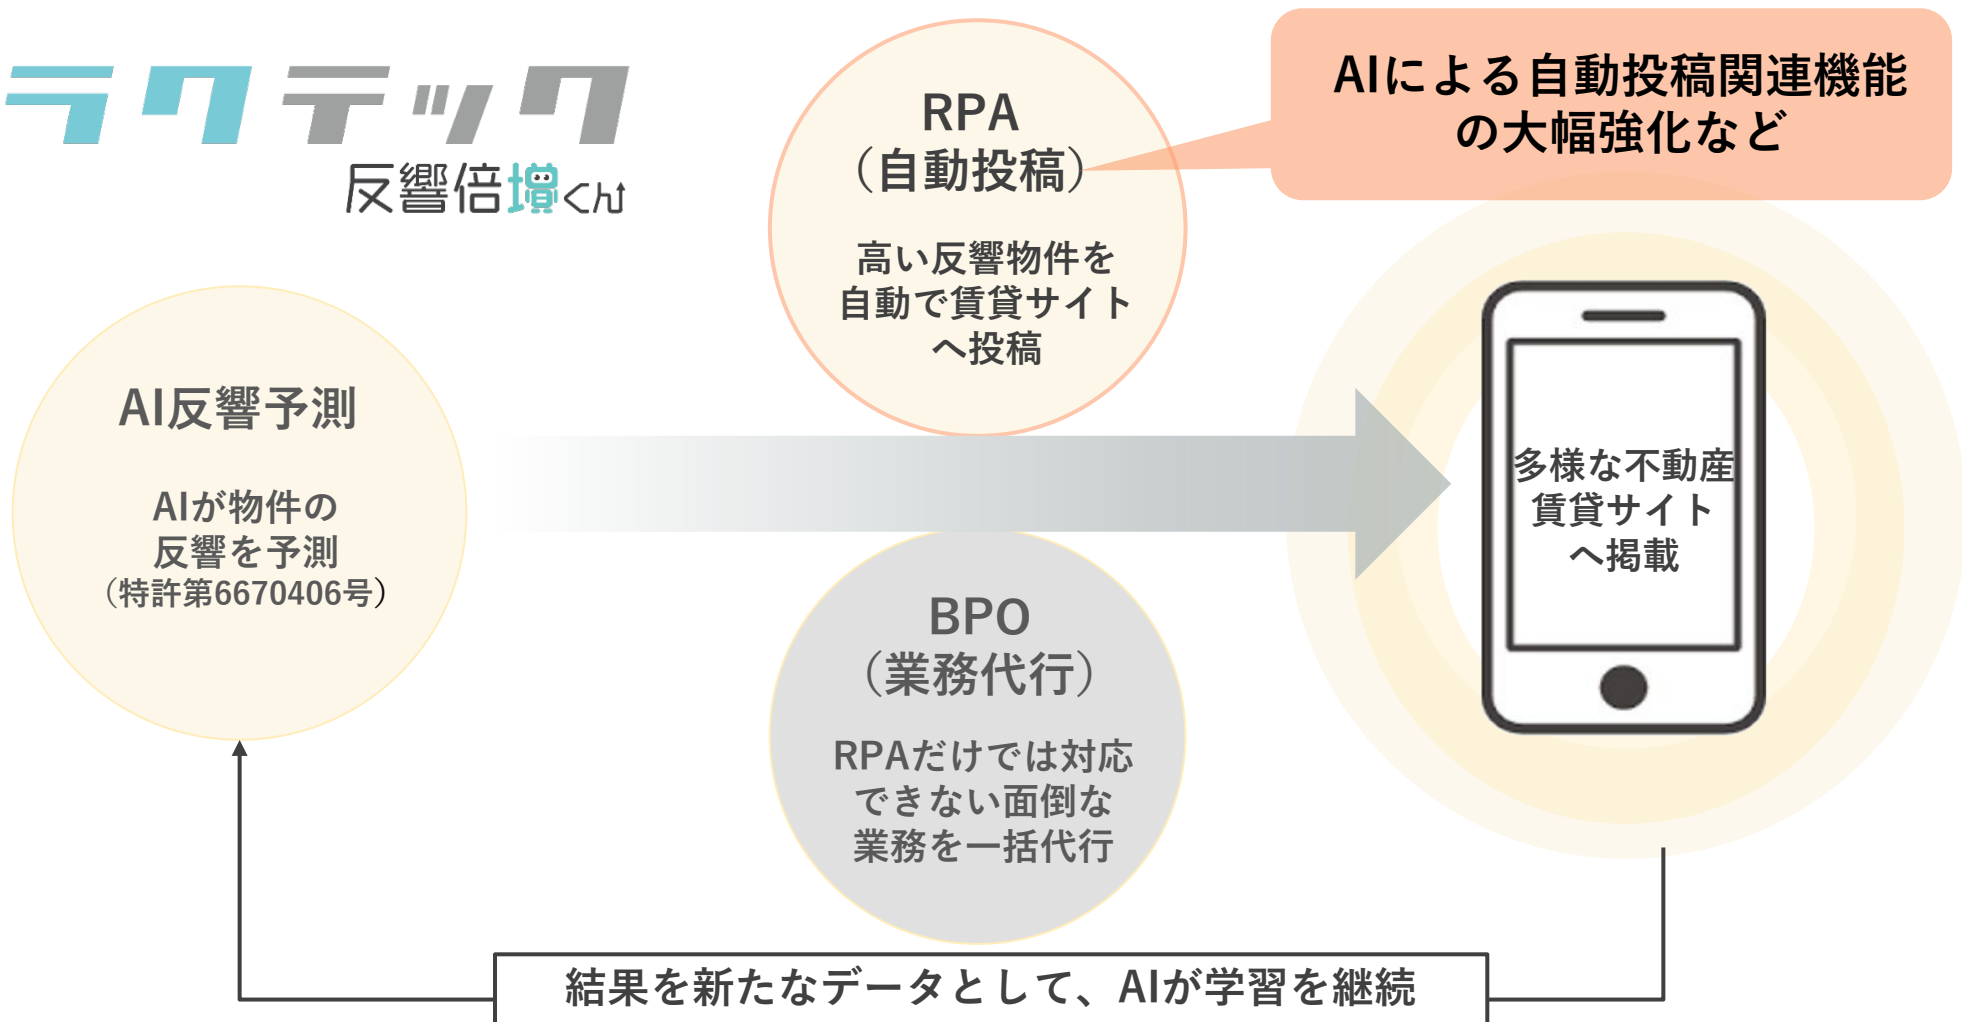 ラクテック
反響倍増くん
RPA
（自動投稿）
高い反響物件を
自動で賃貸サイト
へ投稿
AIによる自動投稿関連機能
の大幅強化など
AI反響予測
AIが物件の
反響を予測
（特許第6670406号）
多様な不動産
賃貸サイト
へ掲載
BPO
（業務代行）
RPAだけでは対応
できない面倒な
業務を一括代行
結果を新たなデータとして、AIが学習を継続